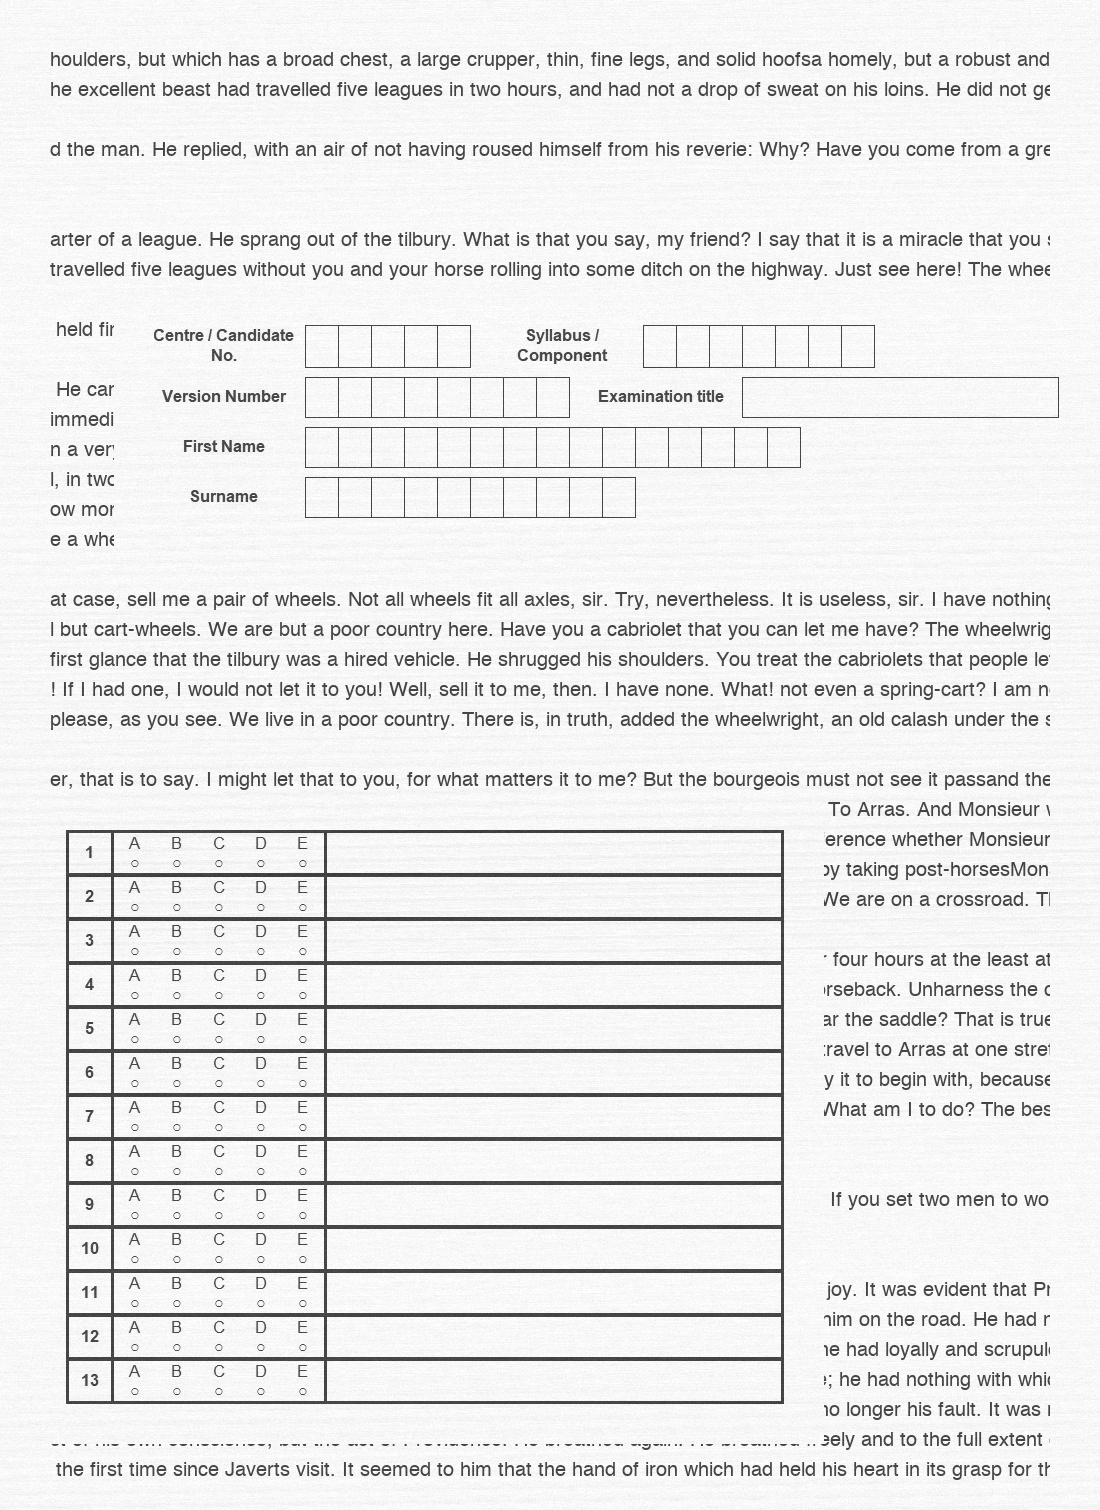 houlders, but which has a broad chest, a large crupper, thin, fine legs, and solid hoofsa homely, but a robust and
he excellent beast had travelled five leagues in two hours, and had not a drop of sweat on his loins. He did not
d the man. He replied, with an air of not having roused himself from his reverie: Why? Have you come from a
arter of a league. He sprang out of the tilbury. What is that you say, my friend? I say that it is a miracle that you
travelled five leagues without you and your horse rolling into some ditch on the highway. Just see here! The
held
Centre / Candidate No.
Syllabus / Component
He
Version Number
Examination title
immedi
n a
First Name
l, in
ow
Surname
e a
at case, sell me a pair of wheels. Not all wheels fit all axles, sir. Try, nevertheless. It is useless, sir. I have nothing
l but cart-wheels. We are but a poor country here. Have you a cabriolet that you can let me have? The wheelwrig
first glance that the tilbury was a hired vehicle. He shrugged his shoulders. You treat the cabriolets that people
! If I had one, I would not let it to you! Well, sell it to me, then. I have none. What! not even a spring-cart? I am
please, as you see. We live in a poor country. There is, in truth, added the wheelwright, an old calash under the
er, that is to say. I might let that to you, for what matters it to me? But the bourgeois must not see it passand the
To Arras. And Monsieur
erence whether Monsieur
by taking post-horsesMon
We are on a crossroad.
four hours at the least at
rseback. Unharness the
ar the saddle? That is true
travel to Arras at one
y it to begin with, because
What am I to do? The bes
If you set two men to wo
joy. It was evident that
him on the road. He had
he had loyally and
; he had nothing with
no longer his fault. It was
1 A B C D E
2 A B C D E
3 A B C D E
4 A B C D E
5 A B C D E
6 A B C D E
7 A B C D E
8 A B C D E
9 A B C D E
10 A B C D E
11 A B C D E
12 A B C D E
13 A B C D E
of his own conscience, but the act of Providence. He breathed again. He breathed freely and to the full extent
the first time since Javerts visit. It seemed to him that the hand of iron which had held his heart in its grasp for